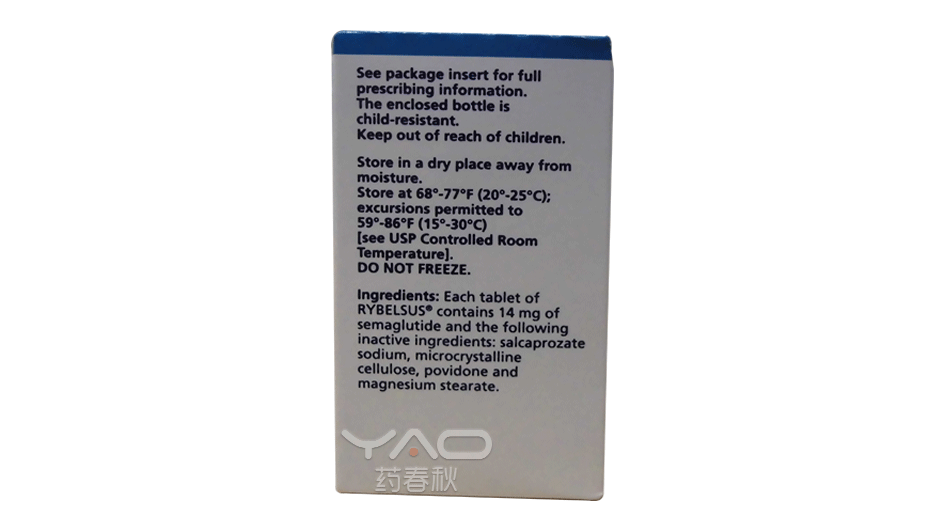 See package insert for full
prescribing information.
The enclosed bottle is
child-resistant.
Keep out of reach of children.
Store in a dry place away from
moisture.
Store at 68°-77°F (20°-25°C);
excursions permitted to
59°-86°F (15°-30°C)
[see USP Controlled Room
Temperature].
DO NOT FREEZE.
Ingredients: Each tablet of
RYBELSUS® contains 14 mg of
semaglutide and the following
inactive ingredients: salcaprozate
sodium, microcrystalline
cellulose, povidone and
magnesium stearate.
YAO
药春秋